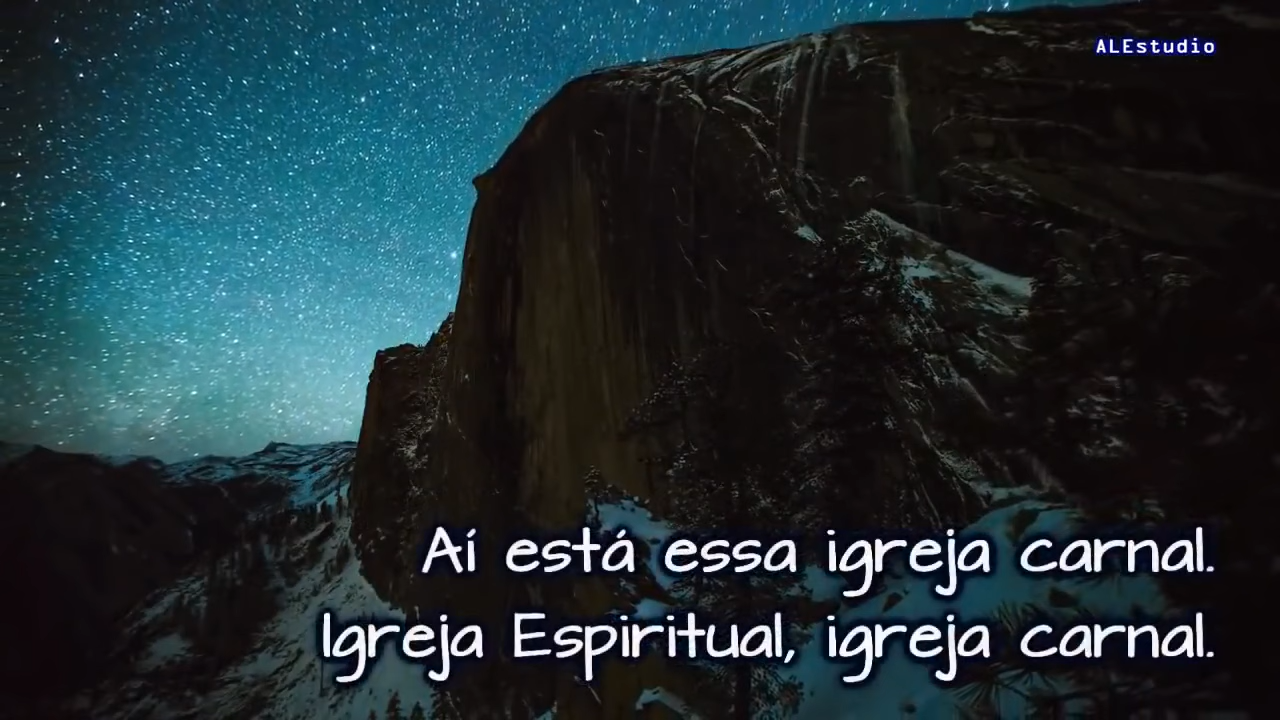 ALEstudio
Aí está essa igreja carnal.
Igreja Espiritual, igreja carnal.